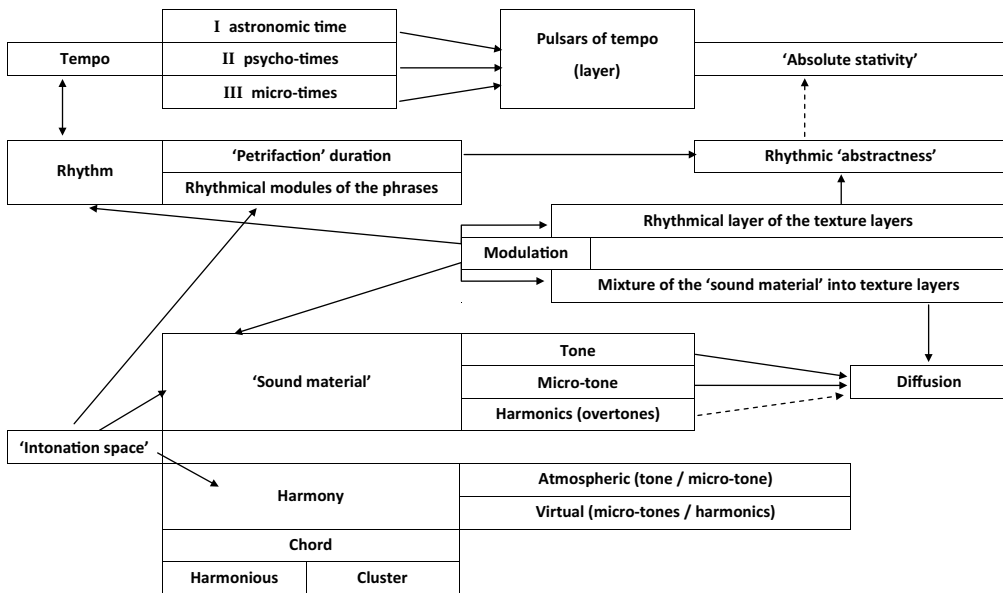 I astronomic time
Tempo
II psycho-times
III micro-times
Pulsars of tempo
(layer)
‘Absolute stativity’
Rhythm
‘Petrifaction’ duration
Rhythmical modules of the phrases
Rhythmic ‘abstractness’
Rhythmical layer of the texture layers
Modulation
Mixture of the ‘sound material’ into texture layers
‘Sound material’
Tone
Micro-tone
Harmonics (overtones)
Diffusion
‘Intonation space’
Harmony
Atmospheric (tone / micro-tone)
Virtual (micro-tones / harmonics)
Chord
Harmonious
Cluster